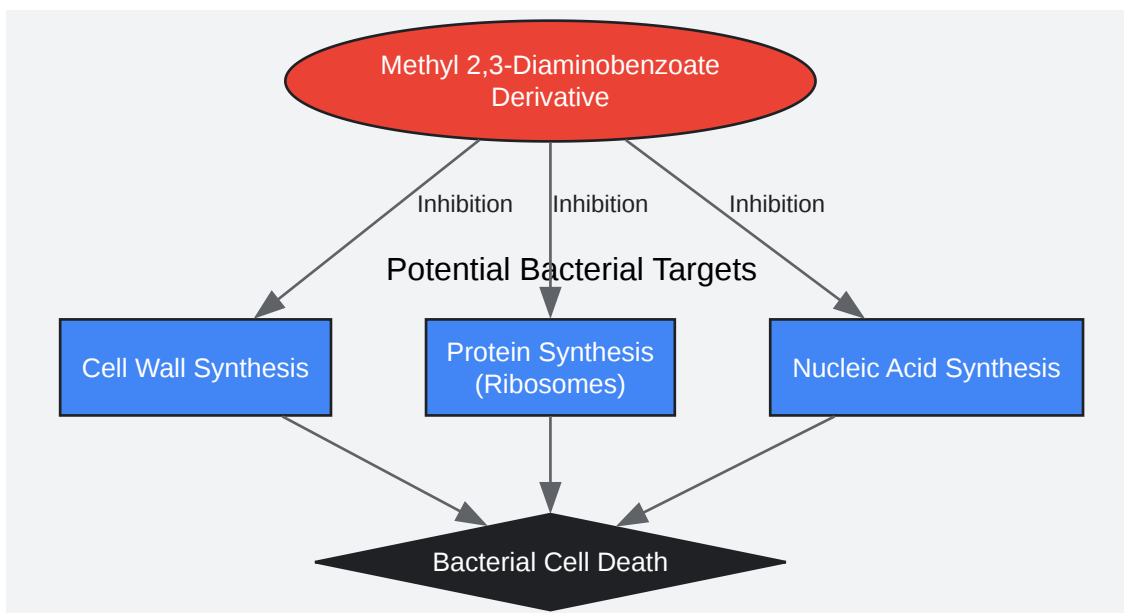 Methyl 2,3-Diaminobenzoate
Derivative
Inhibition
Inhibition
Inhibition
Potential Bacterial Targets
Cell Wall Synthesis
Protein Synthesis
(Ribosomes)
Nucleic Acid Synthesis
Bacterial Cell Death